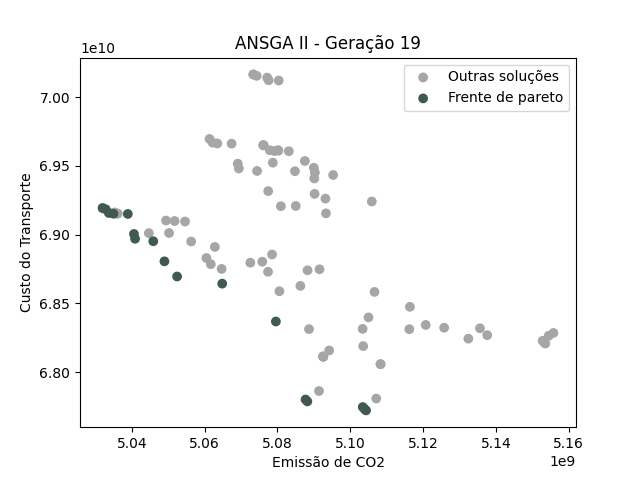 ANSGA II - Geração 19
1e10
Outras soluções
Frente de pareto
7.00
6.95
6.90
6.85
6.80
Custo do Transporte
5.04 5.06 5.08 5.10 5.12 5.14 5.16
Emissão de CO2
1e9